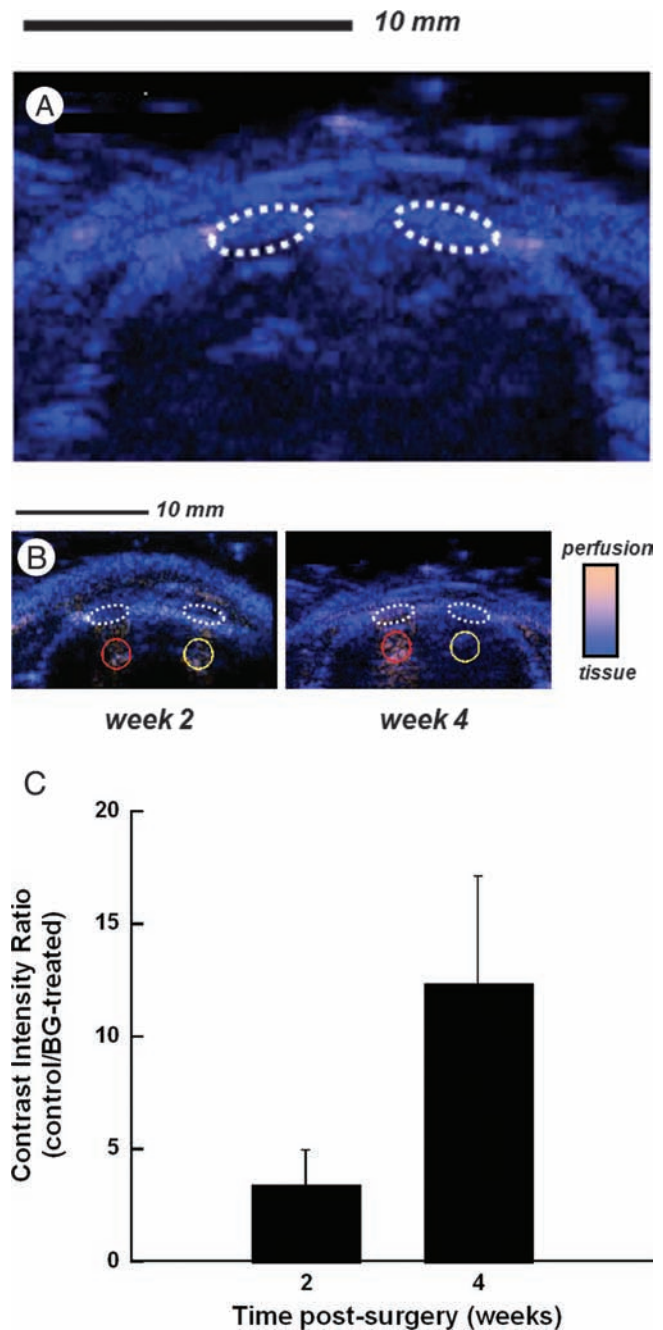 10 mm
A
10 mm
B
perfusion
tissue
week 2
week 4
C
20
15
10
5
0
Contrast Intensity Ratio
(control/BG-treated)
2
4
Time post-surgery (weeks)